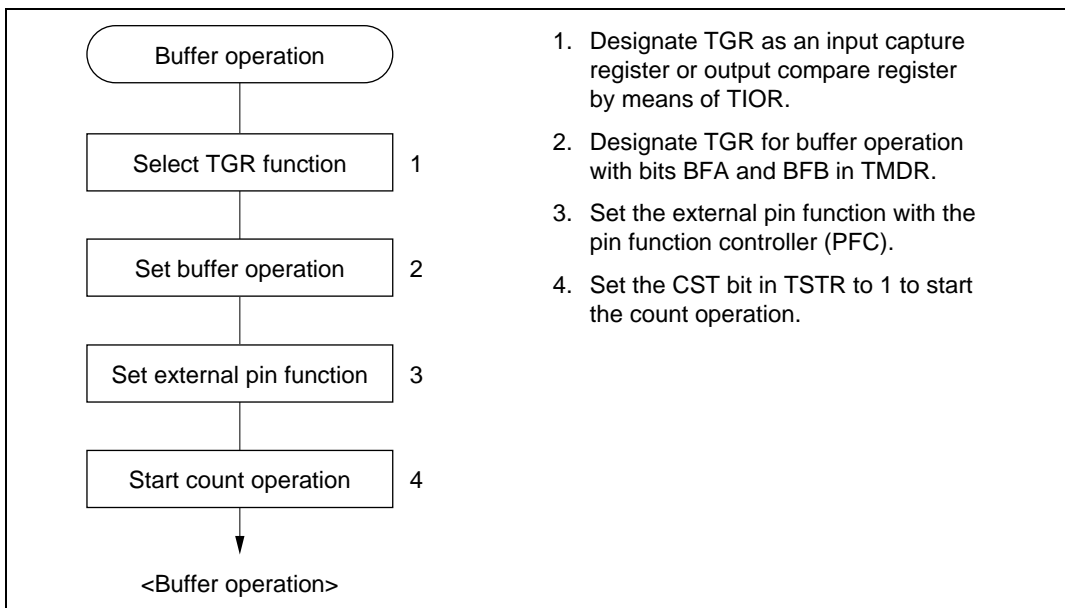 Buffer operation
Select TGR function 1
Set buffer operation 2
Set external pin function 3
Start count operation 4
<Buffer operation>
1. Designate TGR as an input capture
register or output compare register
by means of TIOR.
2. Designate TGR for buffer operation
with bits BFA and BFB in TMDR.
3. Set the external pin function with the
pin function controller (PFC).
4. Set the CST bit in TSTR to 1 to start
the count operation.